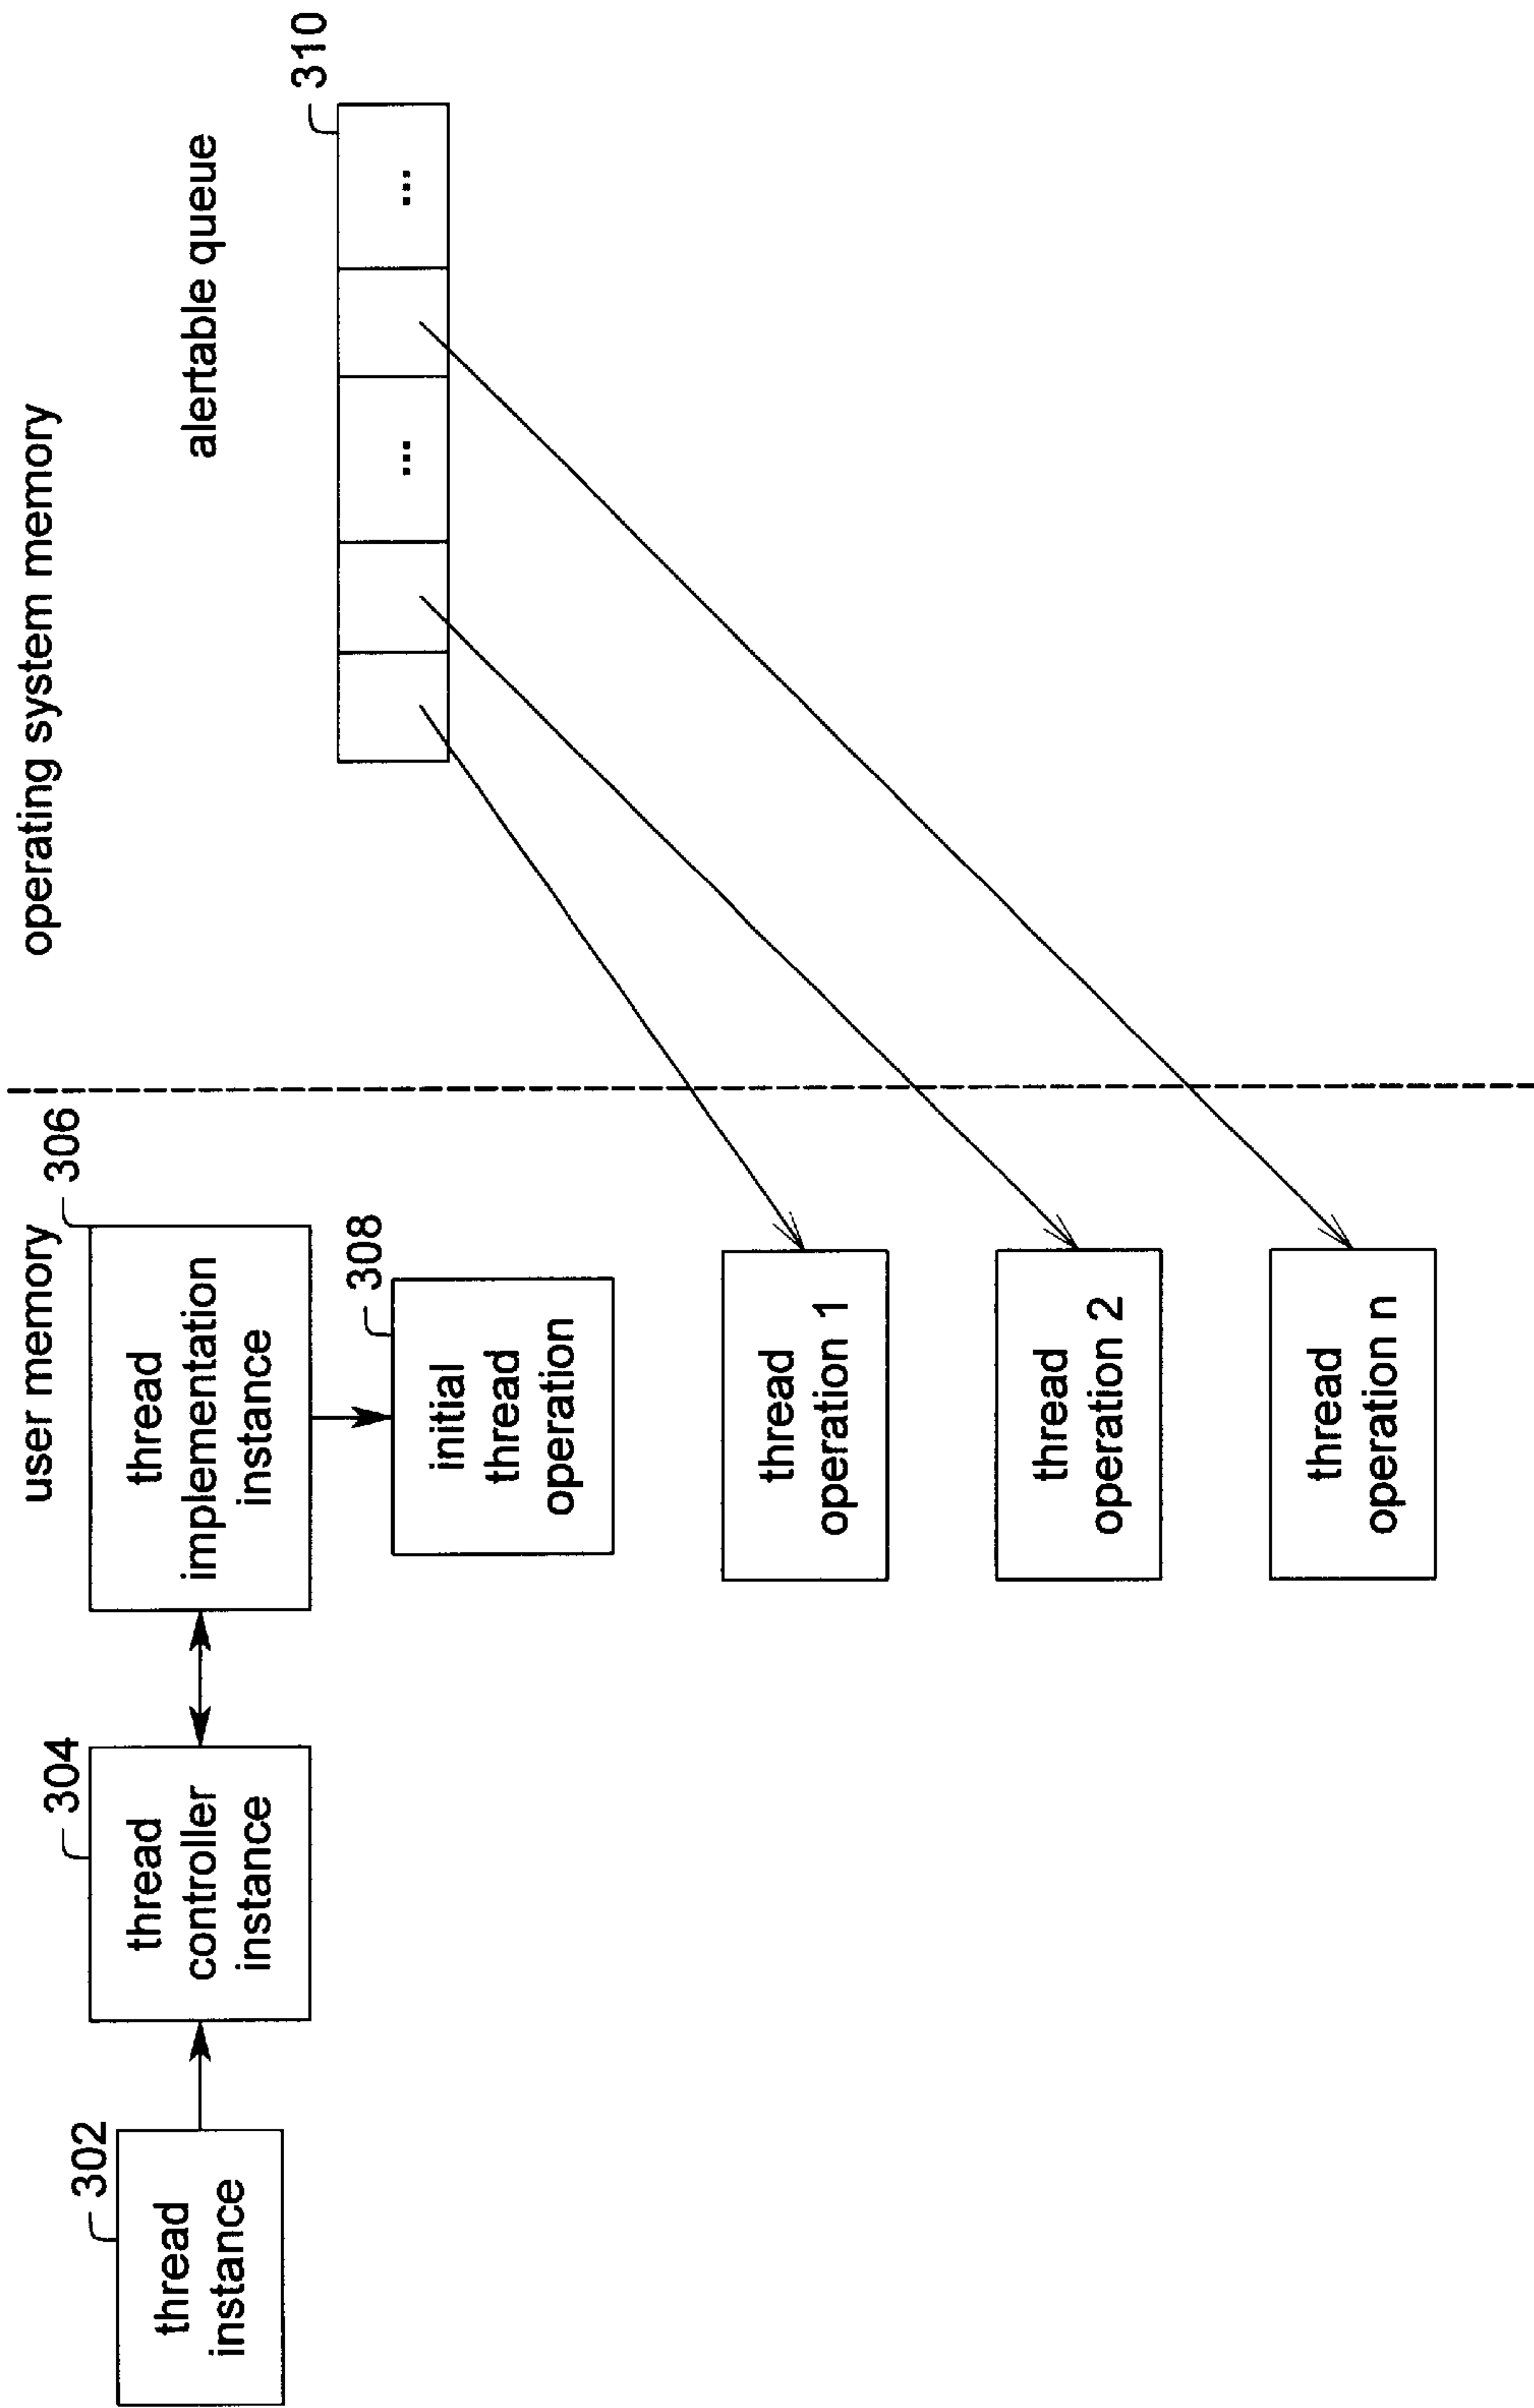 user memory
operating system memory
302
thread
instance
304
thread
controller
instance
306
thread
implementation
instance
308
initial
thread
operation
alertable queue
310
...
...
thread
operation 1
thread
operation 2
thread
operation n